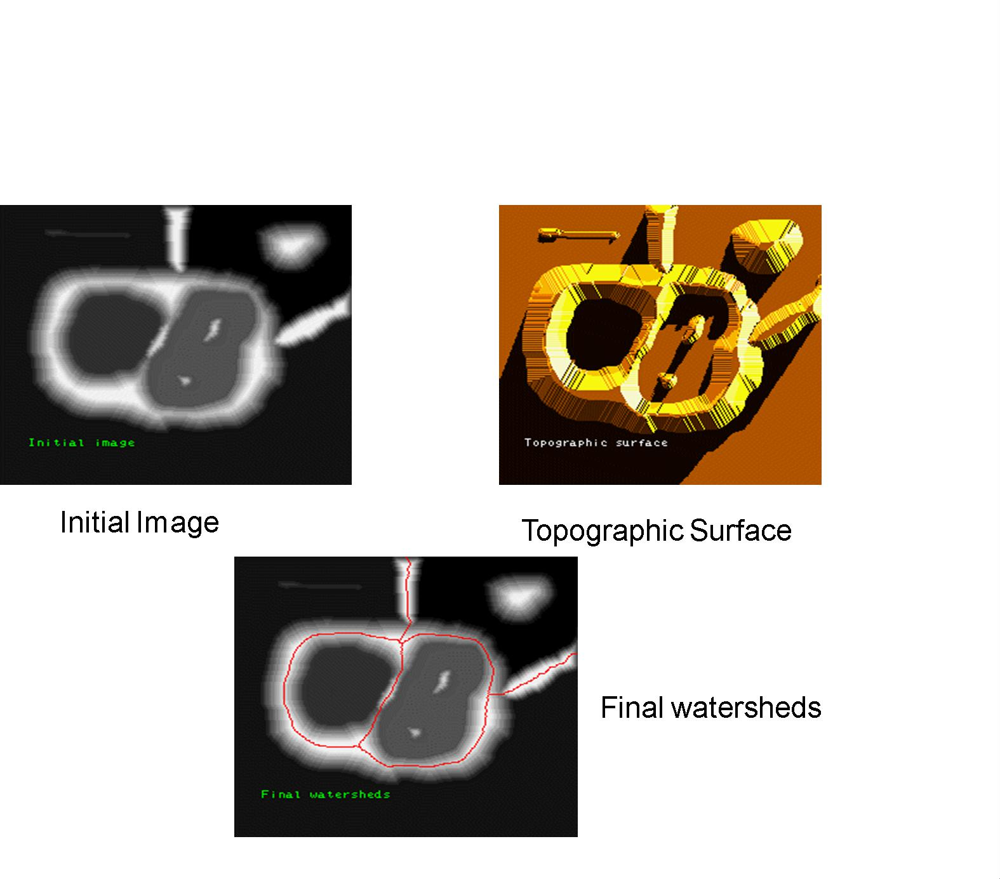 Initial image
Topographic surface
Initial Image
Topographic Surface
Final watersheds
Final watersheds